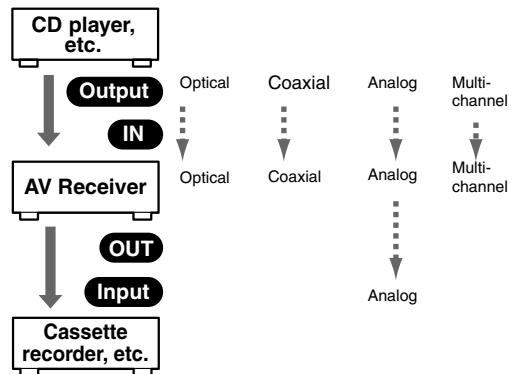 CD player,
etc.
Output
Optical
Coaxial
Analog
Multi-
channel
IN
AV Receiver
Optical
Coaxial
Analog
Multi-
channel
OUT
Input
Analog
Cassette
recorder, etc.